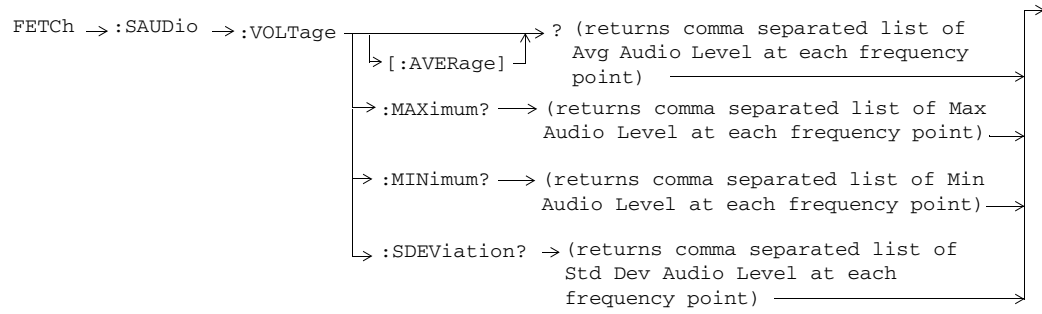 FETCh :SAUDio :VOLTage ? (returns comma separated list of
[:AVERage] Avg Audio Level at each frequency
point)
:MAXimum? (returns comma separated list of Max
Audio Level at each frequency point)
:MINimum? (returns comma separated list of Min
Audio Level at each frequency point)
:SDEViation? (returns comma separated list of
Std Dev Audio Level at each
frequency point)